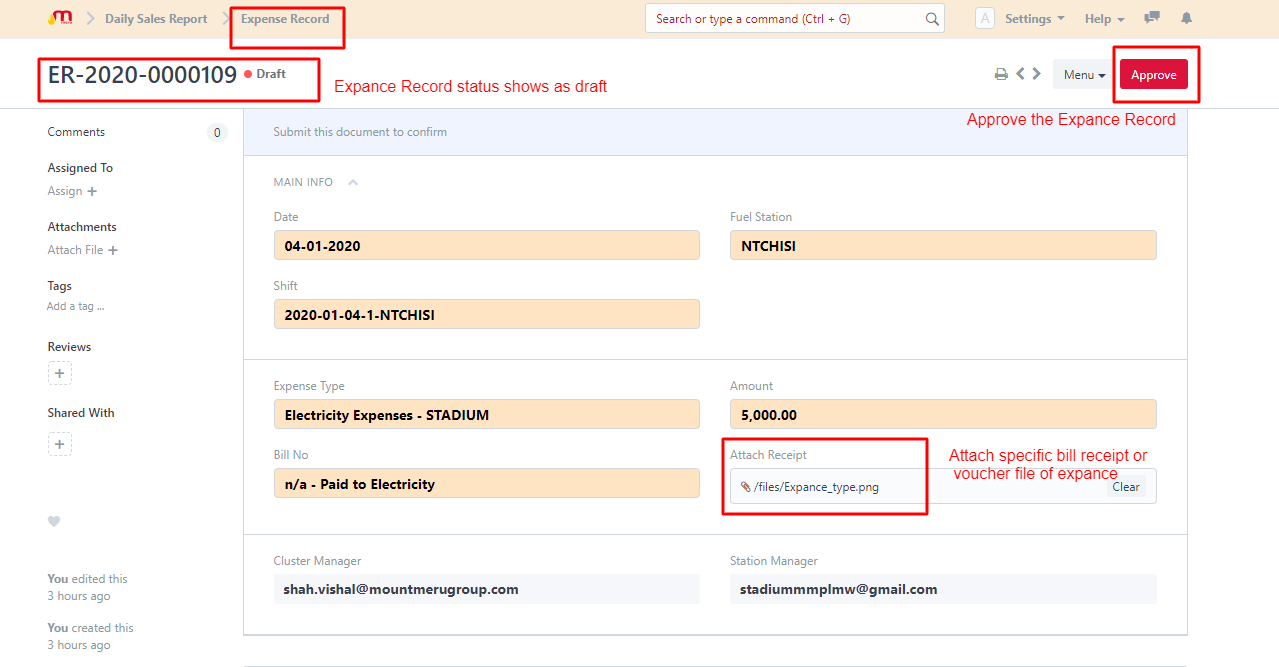 Daily Sales Report
Expense Record
Search or type a command (Ctrl + G)
A
Settings
Help
ER-2020-0000109
Draft
Expance Record status shows as draft
Menu
Approve
Approve the Expance Record
Comments
0
Submit this document to confirm
Assigned To
Assign +
MAIN INFO
Date
Fuel Station
04-01-2020
NTCHISI
Attachments
Attach File +
Shift
2020-01-04-1-NTCHISI
Tags
Add a tag ...
Reviews
+
Expense Type
Amount
Electricity Expenses - STADIUM
5,000.00
Shared With
+
Bill No
Attach Receipt
n/a - Paid to Electricity
/files/Expance_type.png
Clear
Attach specific bill receipt or
voucher file of expance
Cluster Manager
Station Manager
shah.vishal@mountmerugroup.com
stadiummmplmw@gmail.com
You edited this
3 hours ago
You created this
3 hours ago